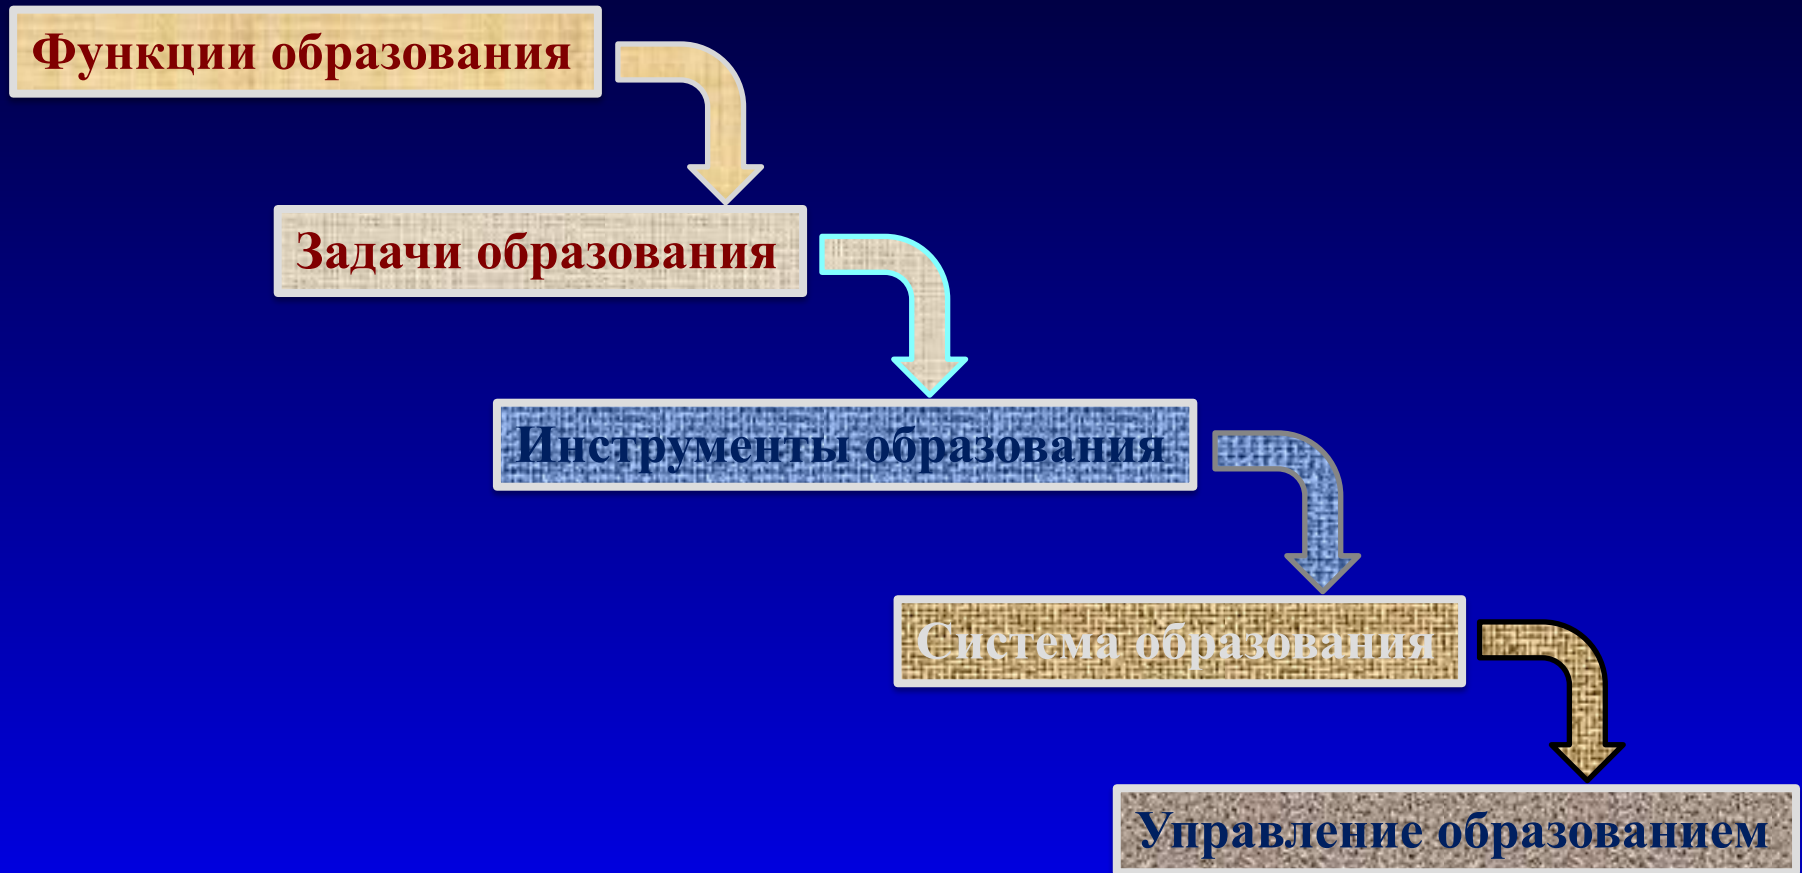 Функции образования
Задачи образования
Инструменты образования
Система образования
Управление образованием